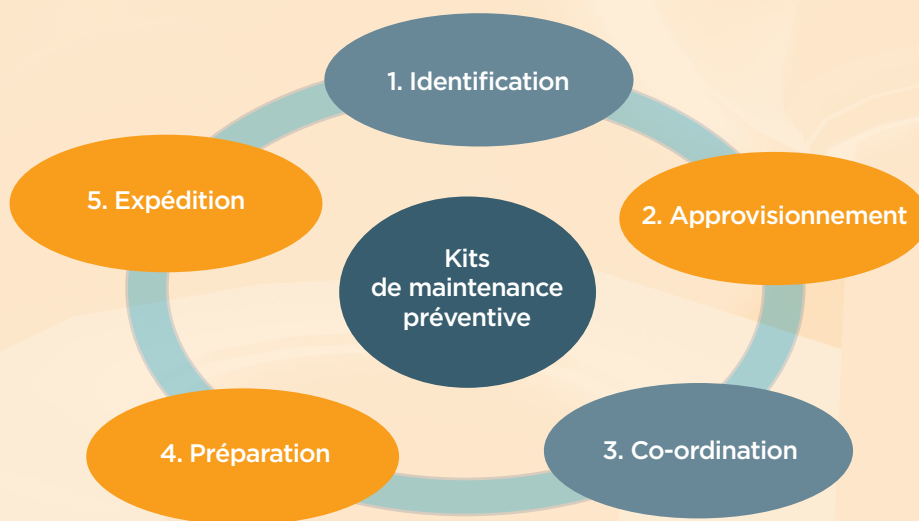 1. Identification
2. Approvisionnement
3. Co-ordination
4. Préparation
5. Expédition
Kits
de maintenance
préventive